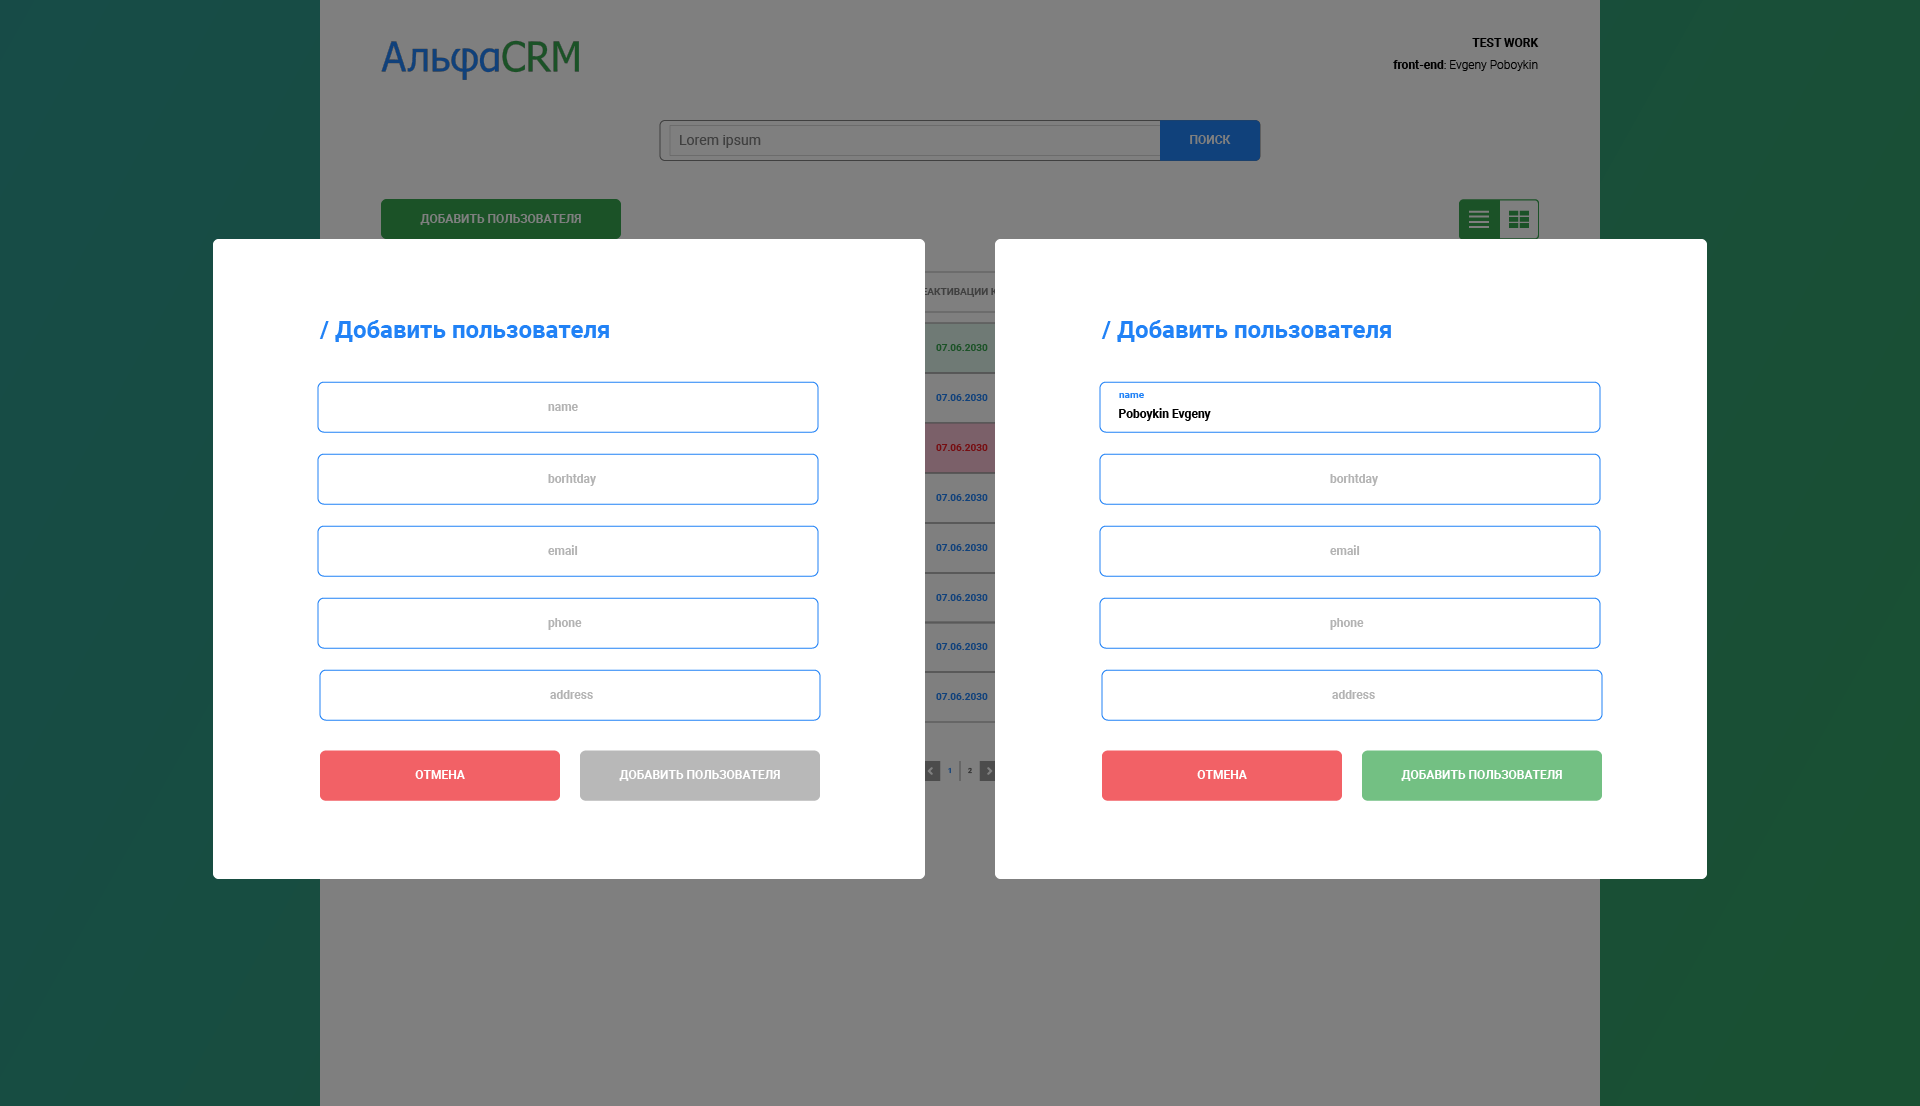 АльфаCRM
TEST WORK
front-end: Evgeny Poboykin
Lorem ipsum
ПОИСК
ДОБАВИТЬ ПОЛЬЗОВАТЕЛЯ
ЕАКТИВАЦИИ К
07.06.2030
07.06.2030
07.06.2030
07.06.2030
07.06.2030
07.06.2030
07.06.2030
07.06.2030
1 2
/ Добавить пользователя
name
borhtday
email
phone
address
ОТМЕНА
ДОБАВИТЬ ПОЛЬЗОВАТЕЛЯ
/ Добавить пользователя
name
Poboykin Evgeny
borhtday
email
phone
address
ОТМЕНА
ДОБАВИТЬ ПОЛЬЗОВАТЕЛЯ